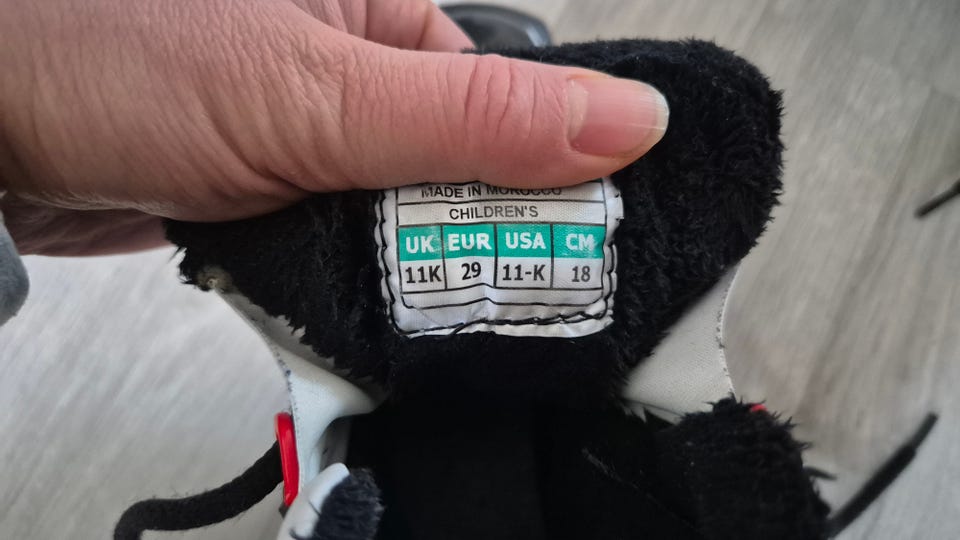 MADE IN MOROCCO
CHILDREN'S
UK EUR USA CM
11K 29 11-K 18